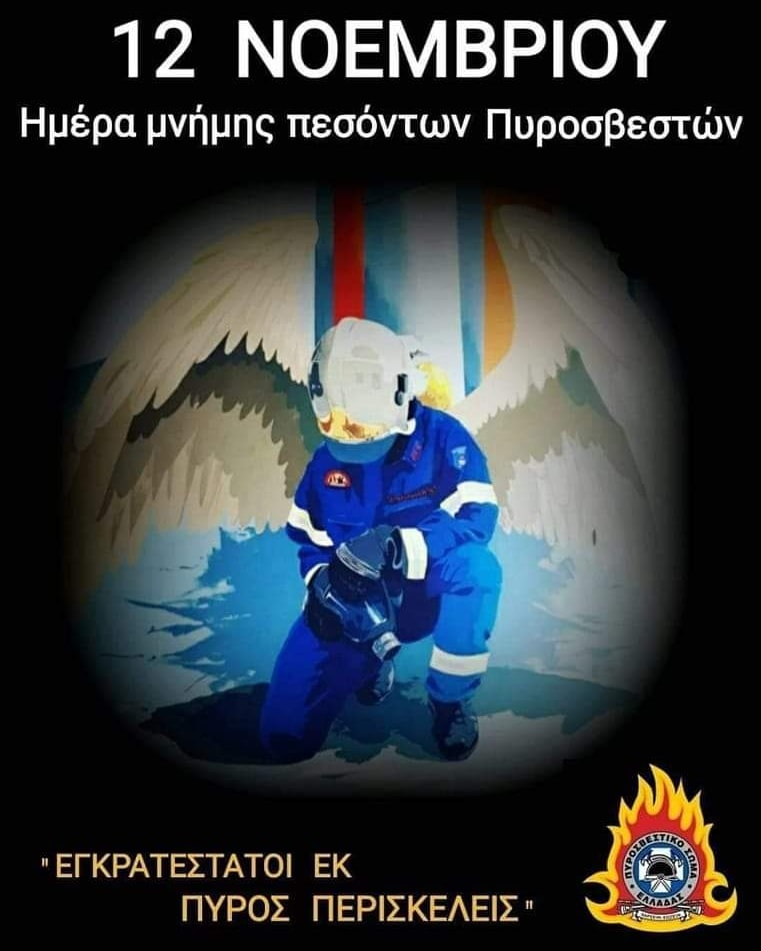 12 ΝΟΕΜΒΡΙΟΥ
Ημέρα μνήμης πεσόντων Πυροσβεστών
" ΕΓΚΡΑΤΕΣΤΑΤΟΙ ΕΚ
ΠΥΡΟΣ ΠΕΡΙΣΚΕΛΕΙΣ "
ΠΥΡΟΣΒΕΣΤΙΚΟ ΣΩΜΑ
ΕΛΛΑΔΑΣ